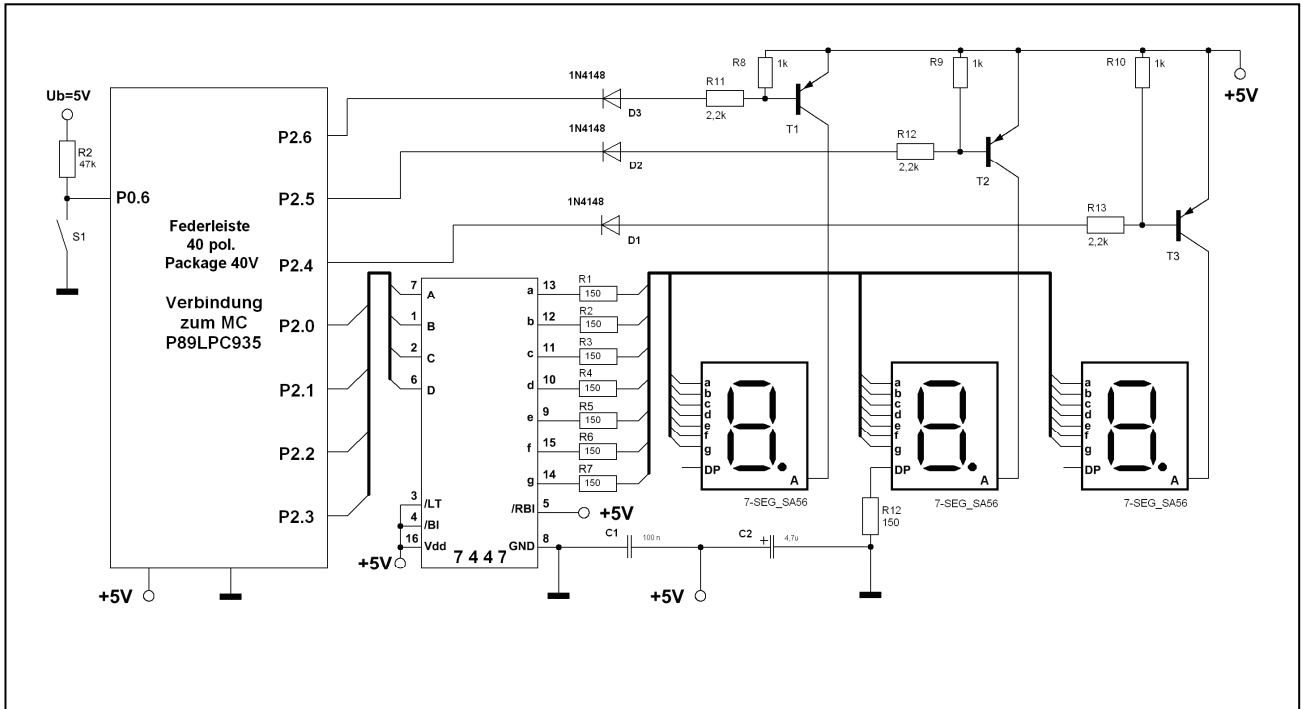 Ub=5V
R2
47k
S1
P0.6
P2.6
P2.5
P2.4
P2.0
P2.1
P2.2
P2.3
Federleiste
40 pol.
Package 40V
Verbindung
zum MC
P89LPC935
+5V
1N4148
D3
1N4148
D2
1N4148
D1
R11
2,2k
R8
1k
T1
R12
2,2k
R9
1k
T2
R13
2,2k
R10
1k
T3
+5V
7
A
1
B
2
C
6
D
3
/LT
4
/BI
16
Vdd
+5V
a
13
b
12
c
11
d
10
e
9
f
15
g
14
/RBI
5
+5V
GND
8
7 4 4 7
R1
150
R2
150
R3
150
R4
150
R5
150
R6
150
R7
150
a
b
c
d
e
f
g
DP
A
7-SEG_SA56
a
b
c
d
e
f
g
DP
A
7-SEG_SA56
a
b
c
d
e
f
g
DP
A
7-SEG_SA56
C1
100 n
+5V
C2
+
4,7u
R12
150